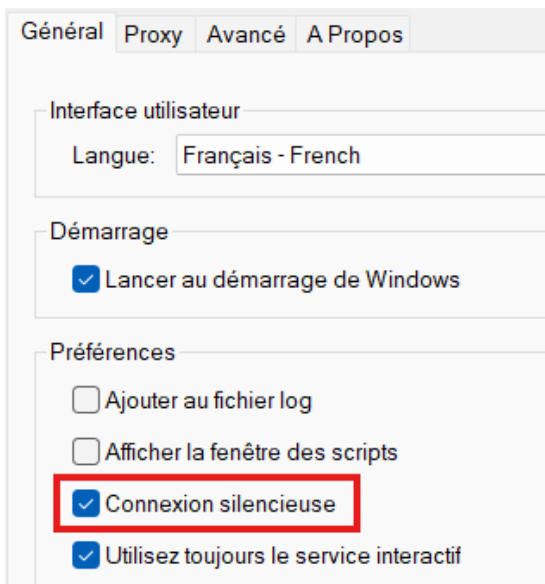 Général Proxy Avancé A Propos
Interface utilisateur
Langue: Français - French
Démarrage
Lancer au démarrage de Windows
Préférences
Ajouter au fichier log
Afficher la fenêtre des scripts
Connexion silencieuse
Utilisez toujours le service interactif